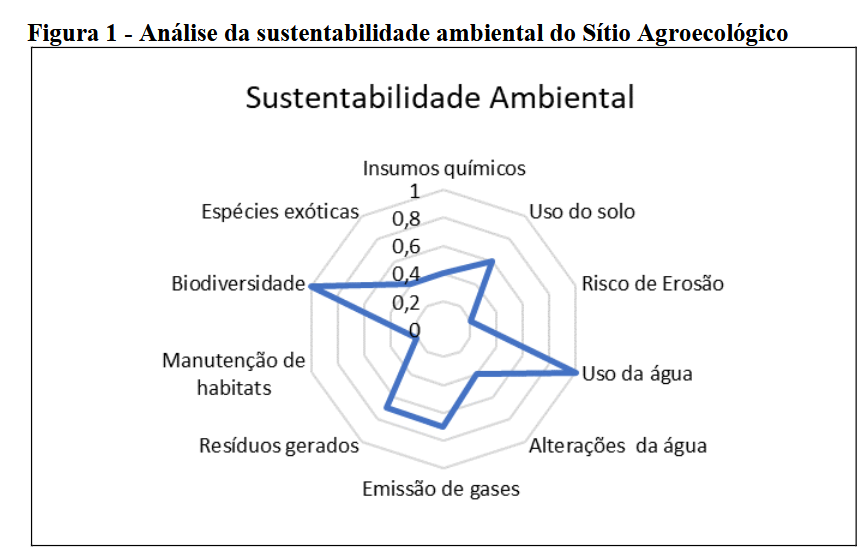 Figura 1 - Análise da sustentabilidade ambiental do Sítio Agroecológico
Sustentabilidade Ambiental
Insumos químicos
1
Espécies exóticas
Uso do solo
0,8
0,6
Biodiversidade
0,4
Risco de Erosão
0,2
0
Manutenção de
habitats
Uso da água
Resíduos gerados
Alterações da água
Emissão de gases